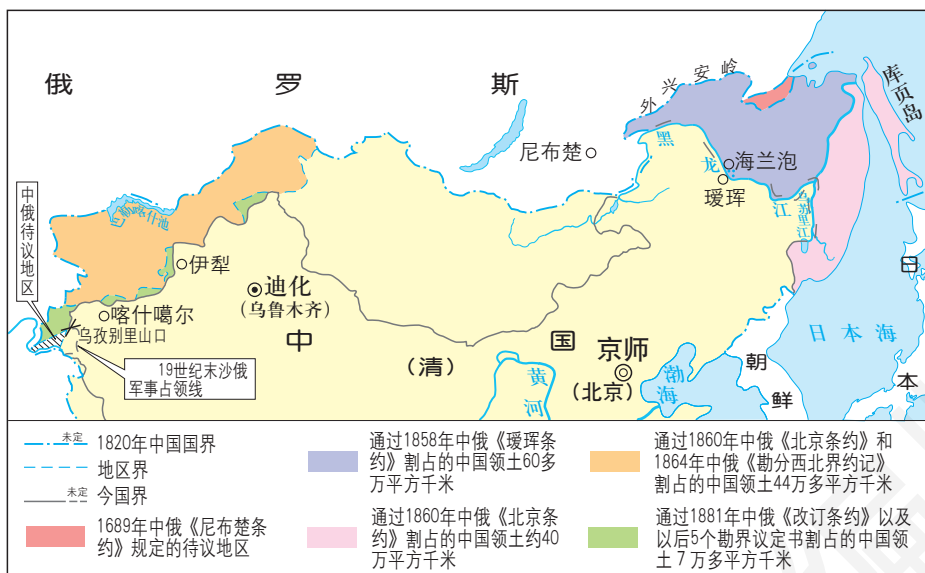 俄 罗 斯
外兴安岭
库页岛
尼布楚
黑龙江
海兰泡
瑷珲
乌苏里江
中俄待议地区
巴勒喀什池
伊犁
迪化
(乌鲁木齐)
喀什噶尔
乌孜别里山口
19世纪末沙俄
军事占领线
中 国
(清)
京师
(北京)
黄河
渤海
朝鲜
日本海
日本
未定
1820年中国国界
地区界
未定
今国界
1689年中俄《尼布楚条
约》规定的待议地区
通过1858年中俄《瑷珲条
约》割占的中国领土60多
万平方千米
通过1860年中俄《北京条
约》割占的中国领土约40
万平方千米
通过1860年中俄《北京条约》和
1864年中俄《勘分西北界约记》
割占的中国领土44万多平方千米
通过1881年中俄《改订条约》以及
以后5个勘界议定书割占的中国领
土7万多平方千米